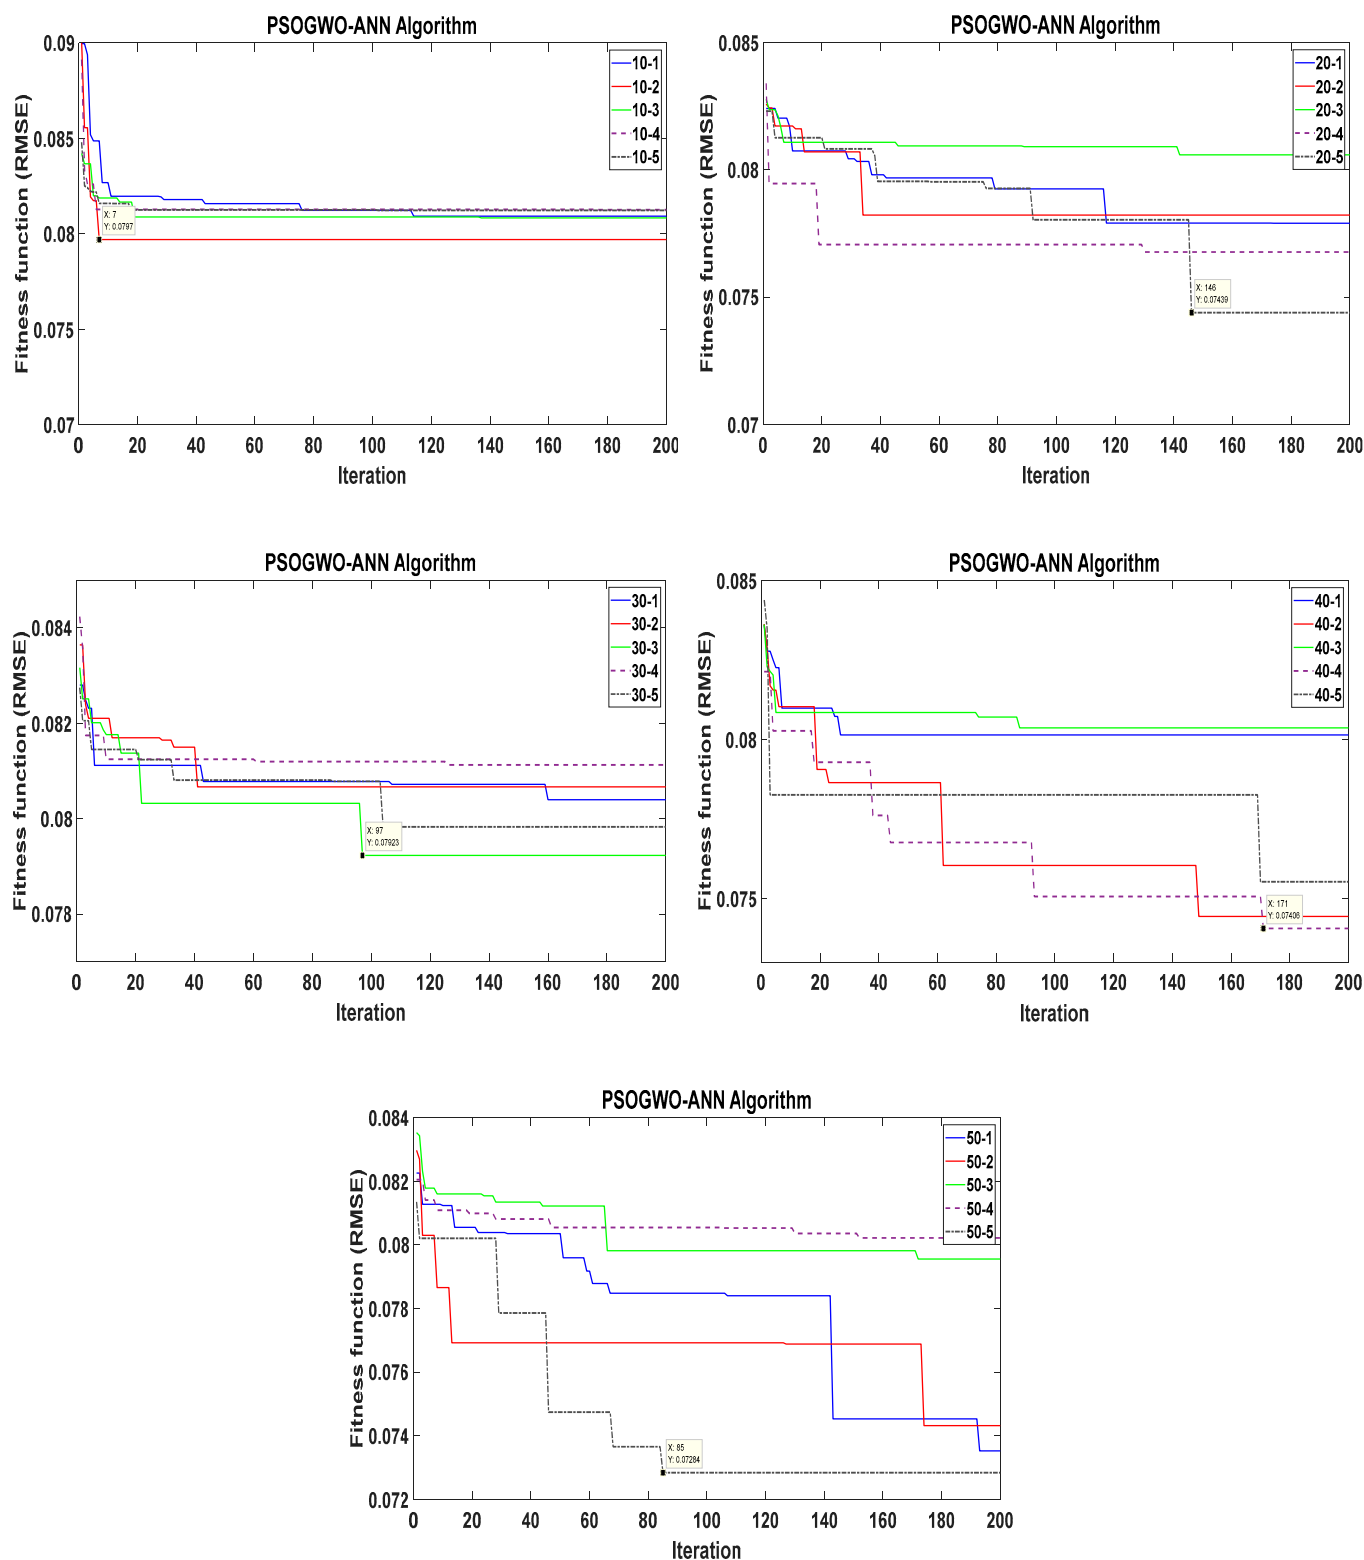 PSOGWO-ANN Algorithm
Fitness function (RMSE)
0.09
0.085
0.08
0.075
0.07
10-1
10-2
10-3
10-4
10-5
X: 7
Y: 0.0797
0 20 40 60 80 100 120 140 160 180 200
Itration
PSOGWO-ANN Algorithm
Fitness function (RMSE)
0.085
0.08
0.075
0.07
20-1
20-2
20-3
20-4
20-5
X: 146
Y: 0.07439
0 20 40 60 80 100 120 140 160 180 200
Itration
PSOGWO-ANN Algorithm
Fitness function (RMSE)
0.084
0.082
0.08
0.078
30-1
30-2
30-3
30-4
30-5
X: 97
Y: 0.07923
0 20 40 60 80 100 120 140 160 180 200
Iteration
PSOGWO-ANN Algorithm
Fitness function (RMSE)
0.085
0.08
0.075
40-1
40-2
40-3
40-4
40-5
X: 171
Y: 0.07406
0 20 40 60 80 100 120 140 160 180 200
Iteration
PSOGWO-ANN Algorithm
Fitness function (RMSE)
0.084
0.082
0.08
0.078
0.076
0.074
0.072
50-1
50-2
50-3
50-4
50-5
X: 85
Y: 0.07284
0 20 40 60 80 100 120 140 160 180 200
Iteration